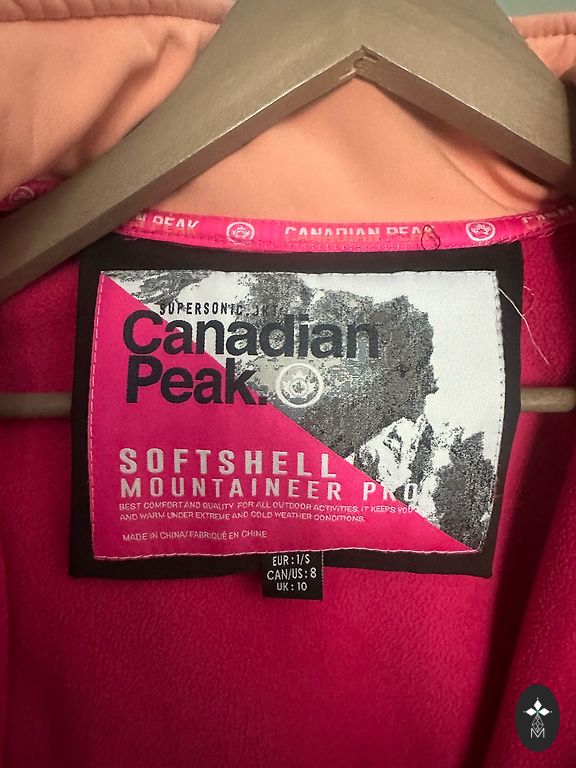 CANADIAN PEAK
SUPERSONIC
Canadian
Peak.
SOFTSHELL
MOUNTAINEER PRO
BEST COMFORT AND QUALITY FOR ALL OUTDOOR ACTIVITIES. IT KEEPS YOU
AND WARM UNDER EXTREME AND COLD WEATHER CONDITIONS.
MADE IN CHINA/FABRIQUÉ EN CHINE
EUR : 1/S
CAN/US : 8
UK : 10
M